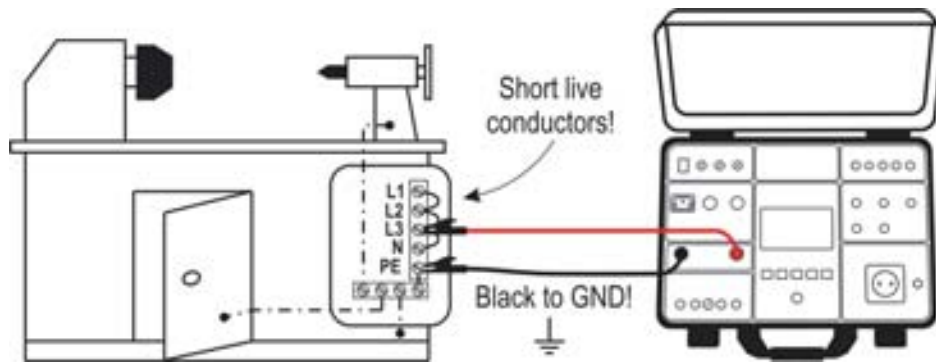 Short live
conductors!
L1
L2
L3
N
PE
Black to GND!